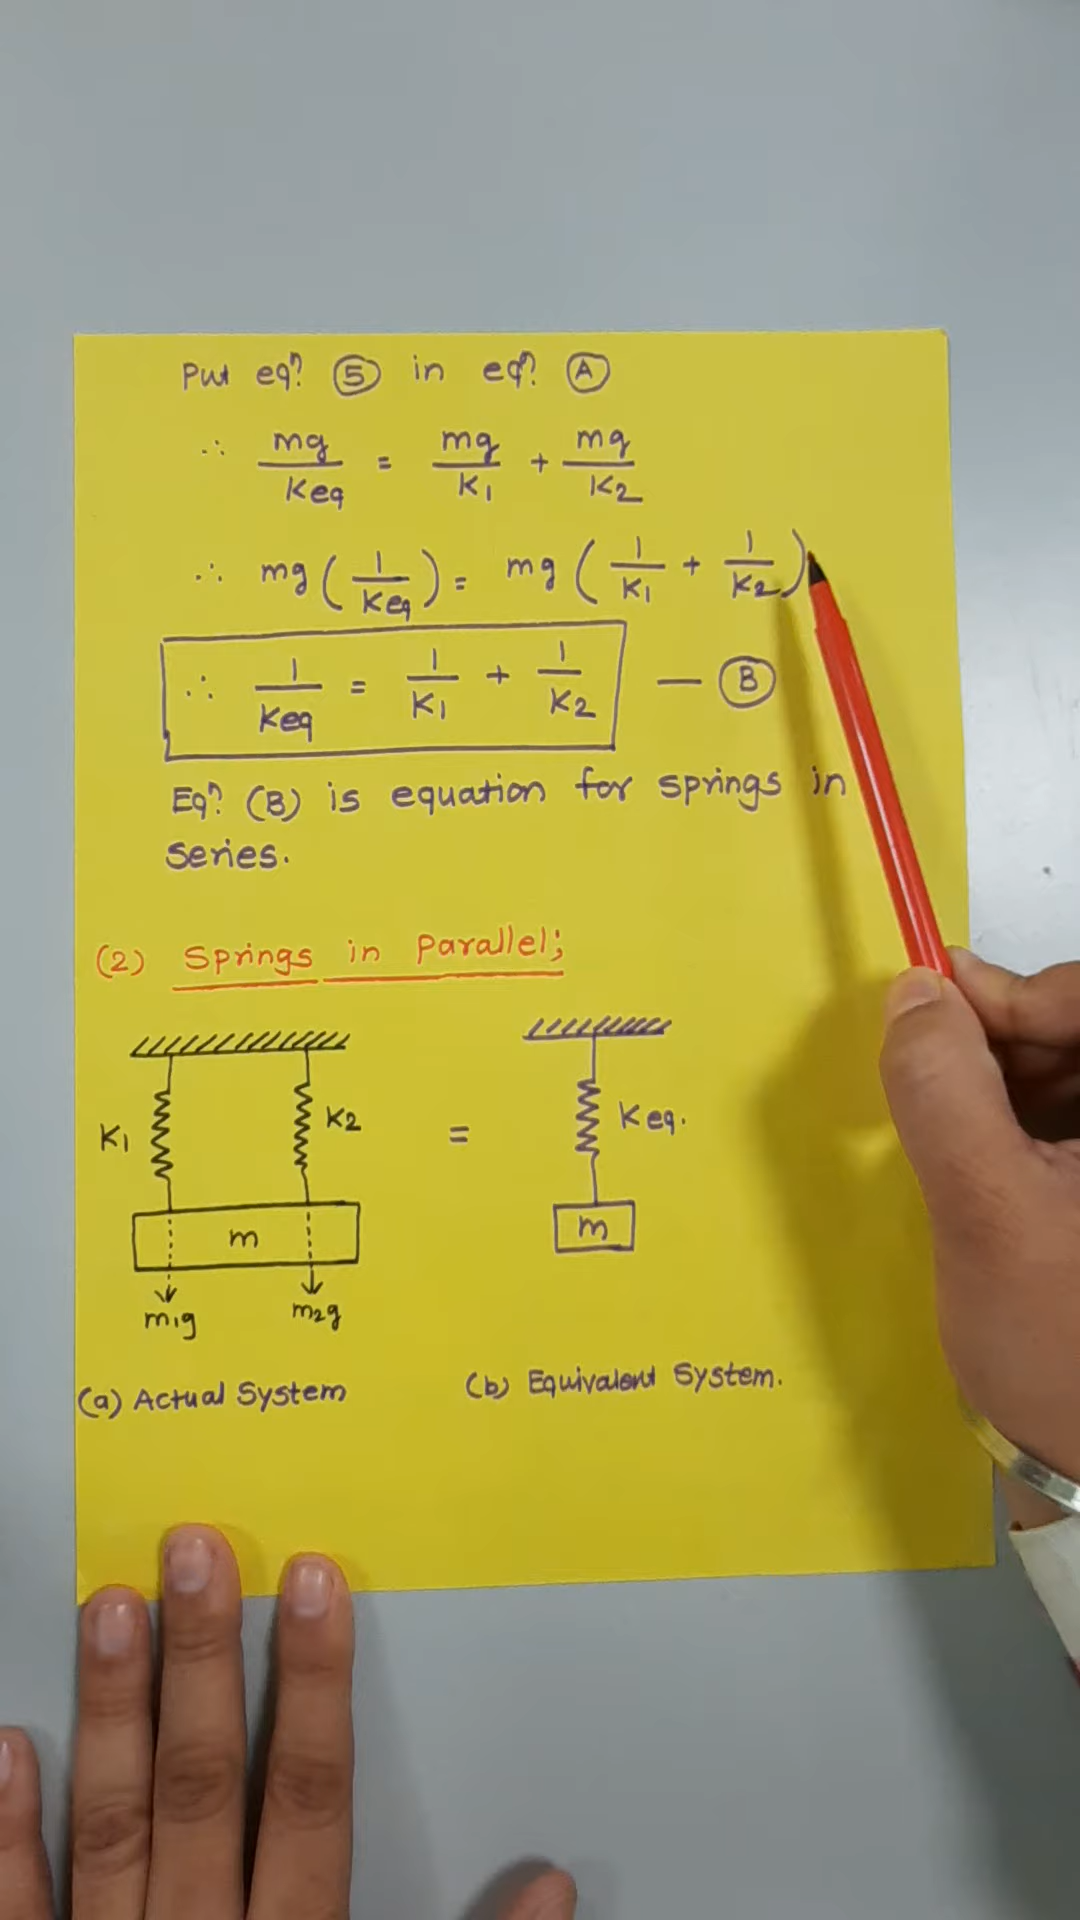 Put eqn (5) in eqn (A)
∴ mg/Keq = mg/K1 + mg/K2
∴ mg (1/Keq) = mg (1/K1 + 1/K2)
∴ 1/Keq = 1/K1 + 1/K2 — (B)
Eqn (B) is equation for springs in
series.
(2) Springs in Parallel;
K1 K2 = Keq.
m m
m1g m2g
(a) Actual System (b) Equivalent System.